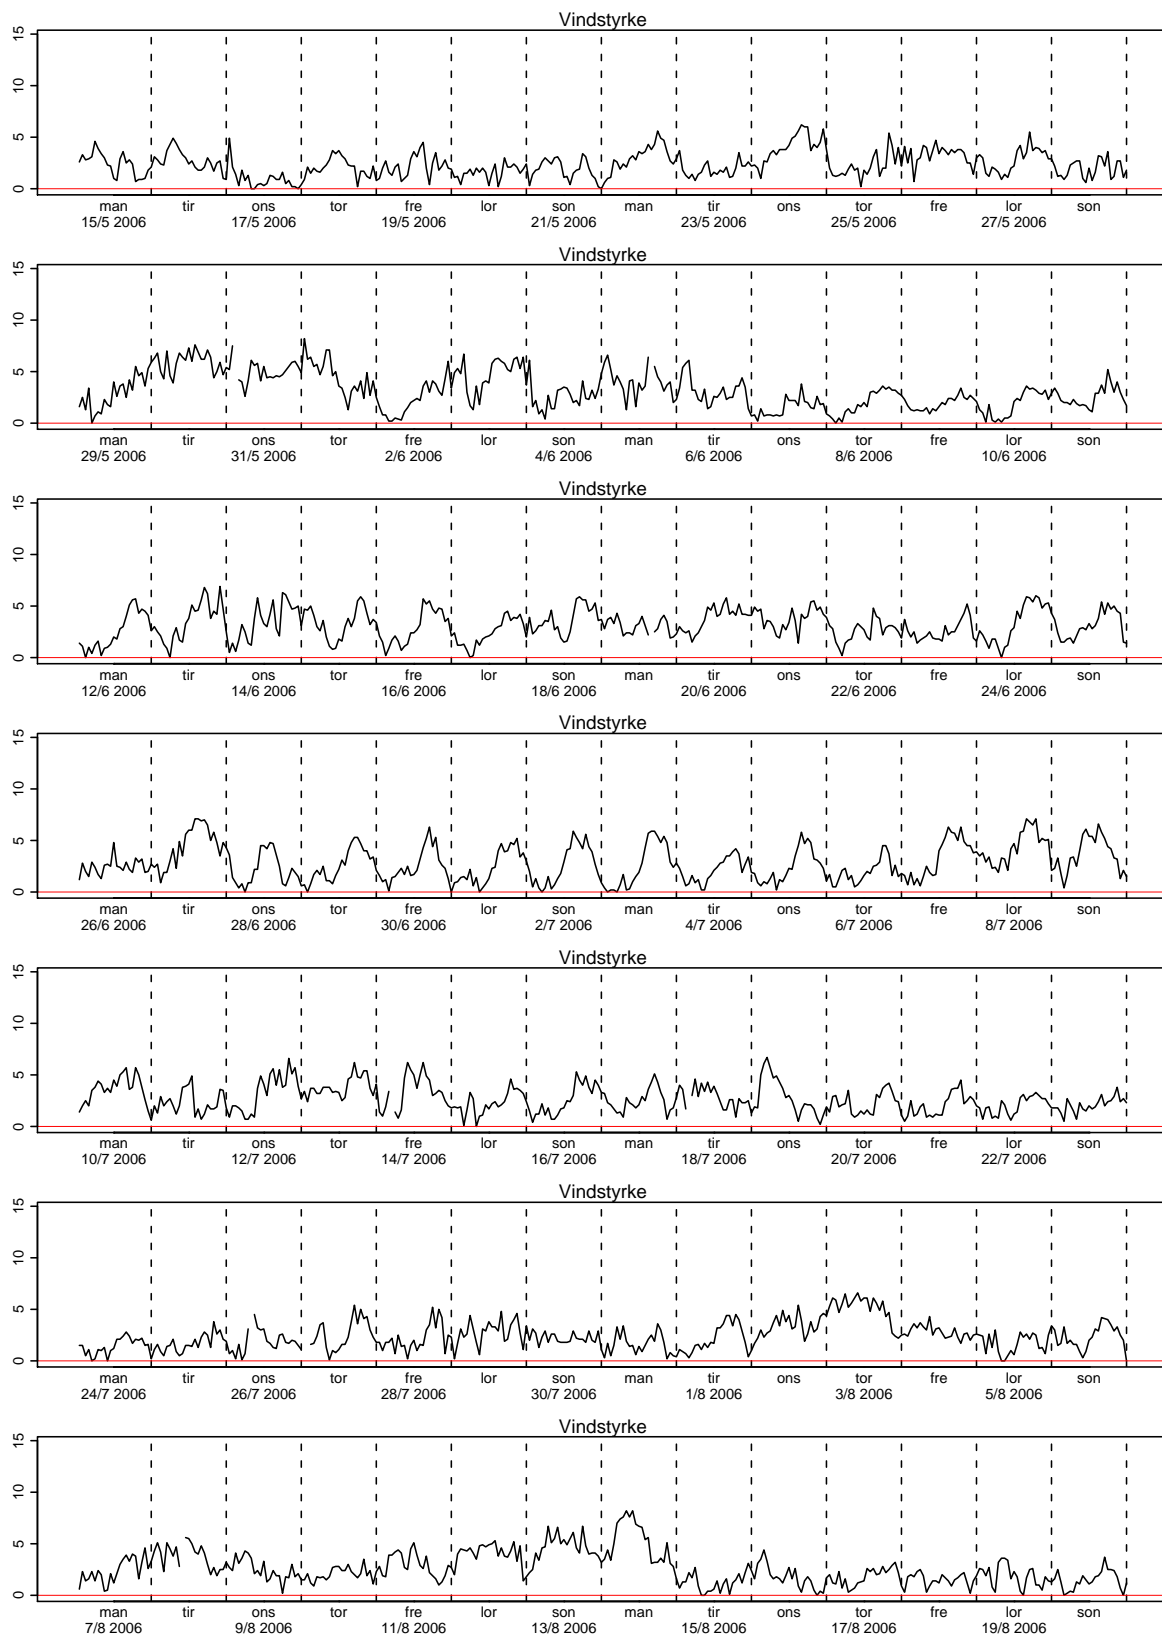 Vindstyrke
0 5 10 15
man tir ons tor fre lor son man tir ons tor fre lor son
15/5 2006 17/5 2006 19/5 2006 21/5 2006 23/5 2006 25/5 2006 27/5 2006
Vindstyrke
0 5 10 15
man tir ons tor fre lor son man tir ons tor fre lor son
29/5 2006 31/5 2006 2/6 2006 4/6 2006 6/6 2006 8/6 2006 10/6 2006
Vindstyrke
0 5 10 15
man tir ons tor fre lor son man tir ons tor fre lor son
12/6 2006 14/6 2006 16/6 2006 18/6 2006 20/6 2006 22/6 2006 24/6 2006
Vindstyrke
0 5 10 15
man tir ons tor fre lor son man tir ons tor fre lor son
26/6 2006 28/6 2006 30/6 2006 2/7 2006 4/7 2006 6/7 2006 8/7 2006
Vindstyrke
0 5 10 15
man tir ons tor fre lor son man tir ons tor fre lor son
10/7 2006 12/7 2006 14/7 2006 16/7 2006 18/7 2006 20/7 2006 22/7 2006
Vindstyrke
0 5 10 15
man tir ons tor fre lor son man tir ons tor fre lor son
24/7 2006 26/7 2006 28/7 2006 30/7 2006 1/8 2006 3/8 2006 5/8 2006
Vindstyrke
0 5 10 15
man tir ons tor fre lor son man tir ons tor fre lor son
7/8 2006 9/8 2006 11/8 2006 13/8 2006 15/8 2006 17/8 2006 19/8 2006